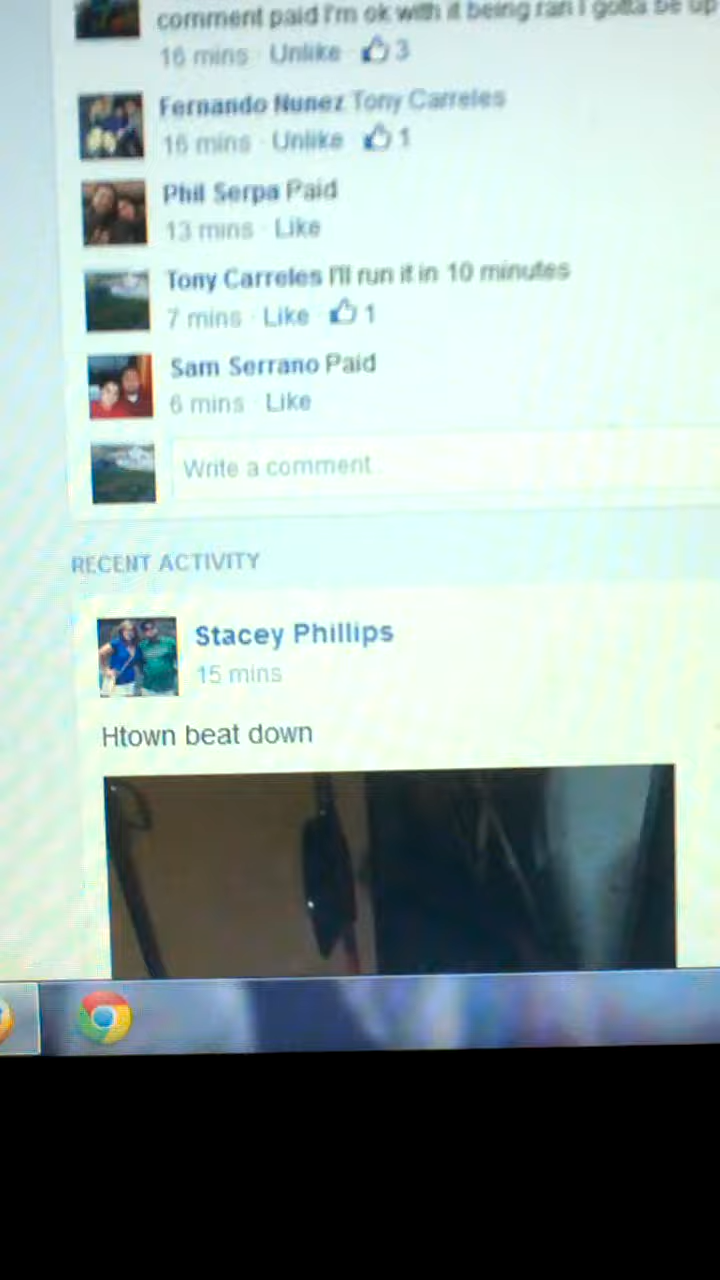 comment paid I'm ok with it being ran I gotta be up
16 mins · Unlike · 3
Fernando Nunez Tony Carreles
16 mins · Unlike · 1
Phil Serpa Paid
13 mins · Like
Tony Carreles I'll run it in 10 minutes
7 mins · Like · 1
Sam Serrano Paid
6 mins · Like
Write a comment...
RECENT ACTIVITY
Stacey Phillips
15 mins
Htown beat down